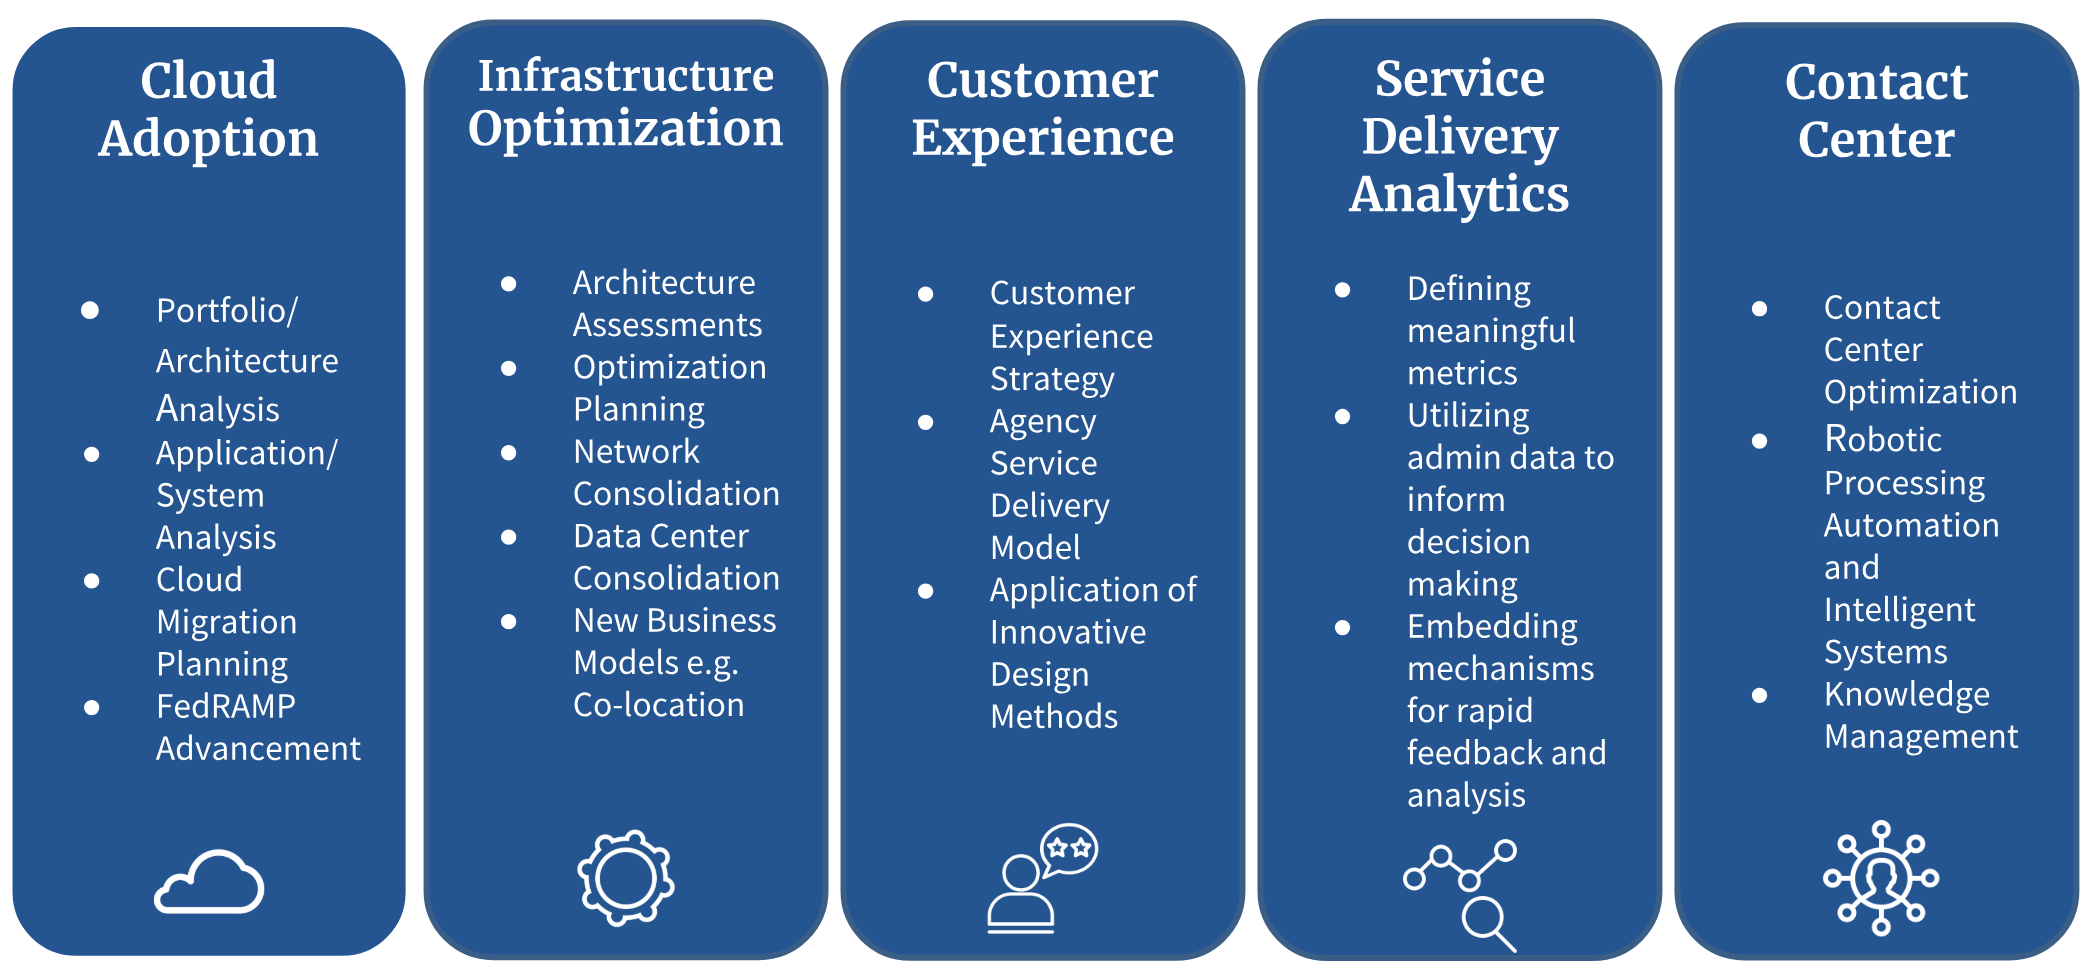 Cloud
Adoption
● Portfolio/
Architecture
Analysis
● Application/
System
Analysis
● Cloud
Migration
Planning
● FedRAMP
Advancement
Infrastructure
Optimization
● Architecture
Assessments
● Optimization
Planning
● Network
Consolidation
● Data Center
Consolidation
● New Business
Models e.g.
Co-location
Customer
Experience
● Customer
Experience
Strategy
● Agency
Service
Delivery
Model
● Application of
Innovative
Design
Methods
Service
Delivery
Analytics
● Defining
meaningful
metrics
● Utilizing
admin data to
inform
decision
making
● Embedding
mechanisms
for rapid
feedback and
analysis
Contact
Center
● Contact
Center
Optimization
● Robotic
Processing
Automation
and
Intelligent
Systems
● Knowledge
Management